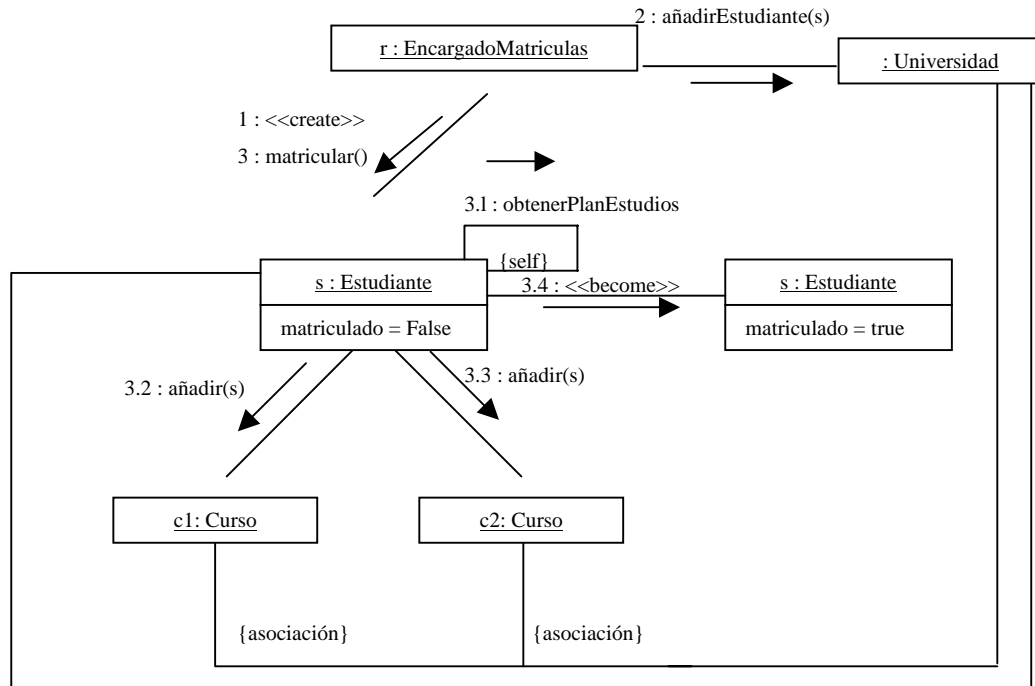 2 : añadirEstudiante(s)
r : EncargadoMatriculas
: Universidad
1 : <<create>>
3 : matricular()
3.1 : obtenerPlanEstudios
{self}
s : Estudiante
matriculado = False
3.4 : <<become>>
s : Estudiante
matriculado = true
3.2 : añadir(s)
3.3 : añadir(s)
c1: Curso
c2: Curso
{asociación}
{asociación}